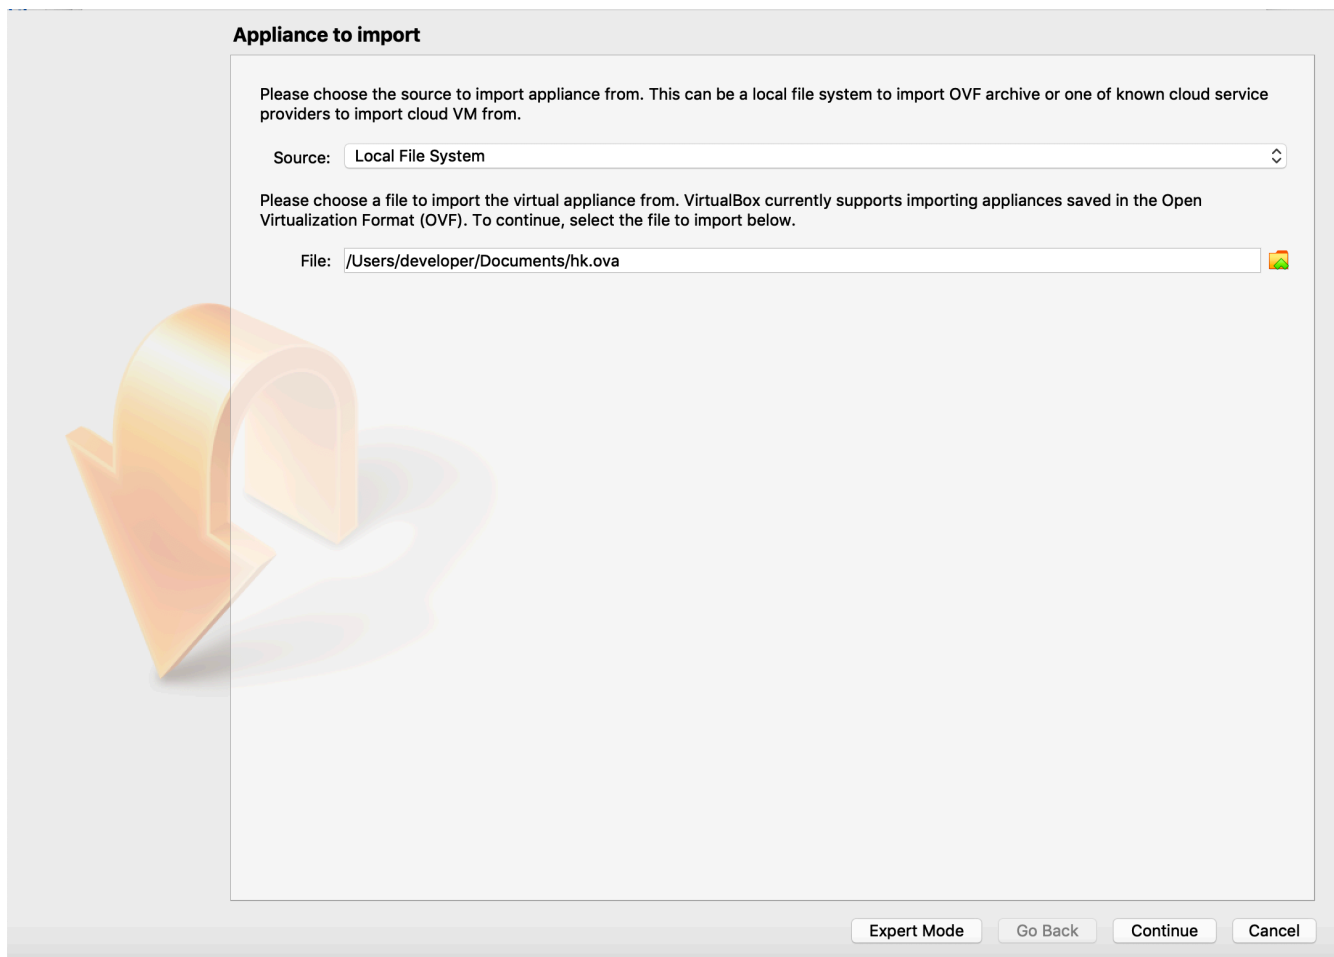 Appliance to import
Please choose the source to import appliance from. This can be a local file system to import OVF archive or one of known cloud service
providers to import cloud VM from.
Source: Local File System
Please choose a file to import the virtual appliance from. VirtualBox currently supports importing appliances saved in the Open
Virtualization Format (OVF). To continue, select the file to import below.
File: /Users/developer/Documents/hk.ova
Expert Mode Go Back Continue Cancel